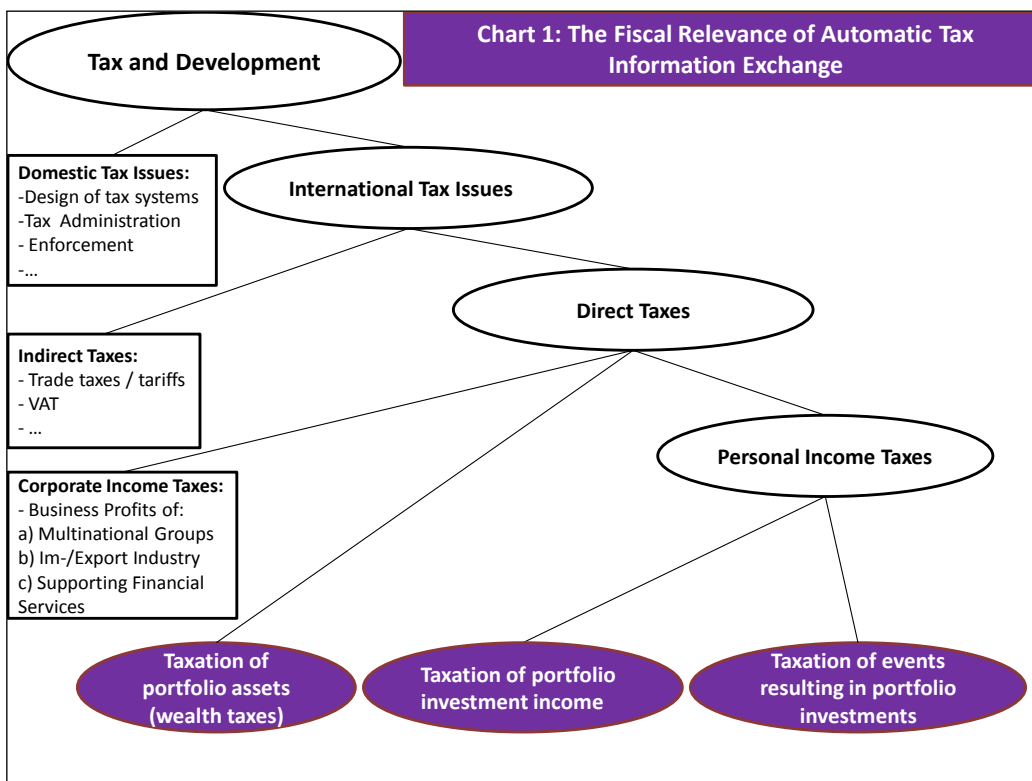 Chart 1: The Fiscal Relevance of Automatic Tax
Information Exchange
Tax and Development
Domestic Tax Issues:
-Design of tax systems
-Tax  Administration
- Enforcement
-...
International Tax Issues
Direct Taxes
Indirect Taxes:
- Trade taxes / tariffs
- VAT
- ...
Personal Income Taxes
Corporate Income Taxes:
- Business Profits of:
a) Multinational Groups
b) Im-/Export Industry
c) Supporting Financial
Services
Taxation of
portfolio assets
(wealth taxes)
Taxation of portfolio
investment income
Taxation of events
resulting in portfolio
investments